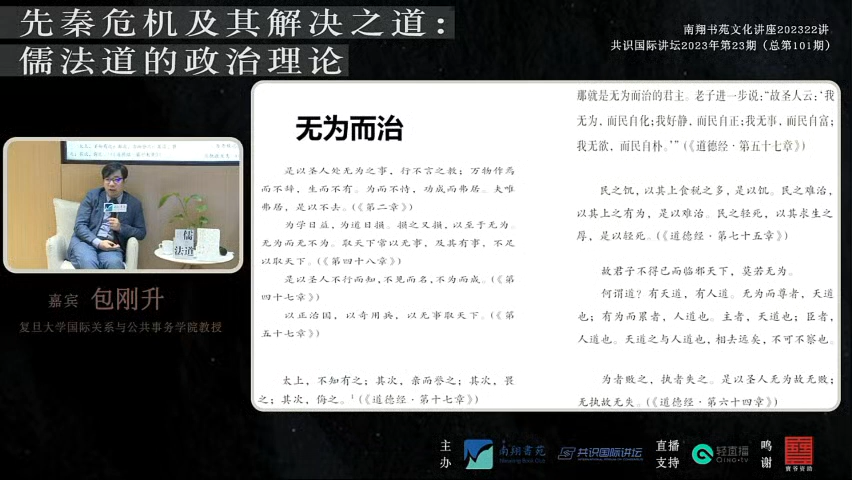 先秦危机及其解决之道：
儒法道的政治理论
南翔书苑文化讲座202322讲
共识国际讲坛2023年第23期（总第101期）
儒
法道
嘉宾 包刚升
复旦大学国际关系与公共事务学院教授
无为而治
是以圣人处无为之事，行不言之教；万物作焉
而不辞，生而不有。为而不恃，功成而弗居。夫唯
弗居，是以不去。(《第二章》)
为学日益，为道日损。损之又损，以至于无为。
无为而无不为。取天下常以无事，及其有事，不足
以取天下。(《第四十八章》)
是以圣人不行而知，不见而名，不为而成。(《第
四十七章》)
以正治国，以奇用兵，以无事取天下。(《第
五十七章》)
太上，不知有之；其次，亲而誉之；其次，畏
之；其次，侮之。¹(《道德经·第十七章》)
那就是无为而治的君主。老子进一步说:“故圣人云:‘我
无为，而民自化;我好静，而民自正;我无事，而民自富;
我无欲，而民自朴。’”(《道德经·第五十七章》)
民之饥，以其上食税之多，是以饥。民之难治，
以其上之有为，是以难治。民之轻死，以其求生之
厚，是以轻死。(《道德经·第七十五章》)
故君子不得已而临邪天下，莫若无为。
何谓道？有天道，有人道。无为而尊者，天道
也；有为而累者，人道也。主者，天道也；臣者，
人道也。天道之与人道也，相去远矣，不可不察也。
为者败之，执者失之。是以圣人无为故无败；
无执故无失。(《道德经·第六十四章》)
主办
南翔書苑
Nanxiang Book Club
共识国际讲坛
直播支持
轻直播
Qing·tv
鸣谢
寶谷资助